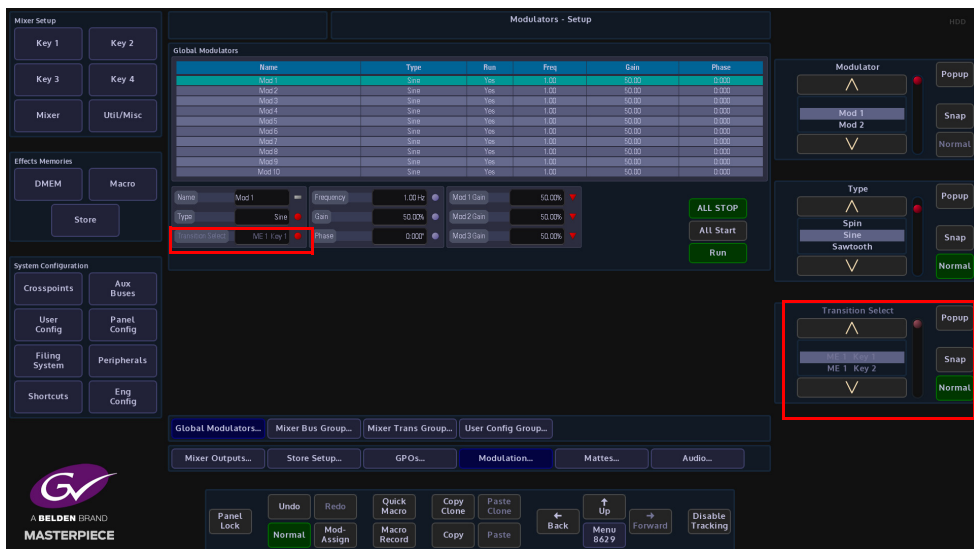 Mixer Setup
Key 1
Key 2
Key 3
Key 4
Mixer
Util/Misc
Effects Memories
DMEM
Macro
Store
System Configuration
Crosspoints
Aux
Buses
User
Config
Panel
Config
Filing
System
Peripherals
Shortcuts
Eng
Config
GV
A BELDEN BRAND
MASTERPIECE
Modulators - Setup
HDD
Global Modulators
Name Type Run Freq Gain Phase
Mod 1 Sine Yes 1.00 50.00 0.000
Mod 2 Sine Yes 1.00 50.00 0.000
Mod 3 Sine Yes 1.00 50.00 0.000
Mod 4 Sine Yes 1.00 50.00 0.000
Mod 5 Sine Yes 1.00 50.00 0.000
Mod 6 Sine Yes 1.00 50.00 0.000
Mod 7 Sine Yes 1.00 50.00 0.000
Mod 8 Sine Yes 1.00 50.00 0.000
Mod 9 Sine Yes 1.00 50.00 0.000
Mod 10 Sine Yes 1.00 50.00 0.000
Name Mod 1
Type Sine
Transition Select ME 1 Key 1
Frequency 1.00 Hz
Gain 50.00%
Phase 0.000°
Mod 1 Gain 50.00%
Mod 2 Gain 50.00%
Mod 3 Gain 50.00%
ALL STOP
All Start
Run
Modulator
Mod 1
Mod 2
Popup
Snap
Normal
Type
Spin
Sine
Sawtooth
Popup
Snap
Normal
Transition Select
ME 1 Key 1
ME 1 Key 2
Popup
Snap
Normal
Global Modulators...
Mixer Bus Group...
Mixer Trans Group...
User Config Group...
Mixer Outputs...
Store Setup...
GPOs...
Modulation...
Mattes...
Audio...
Panel
Lock
Undo
Redo
Normal
Mod-
Assign
Quick
Macro
Macro
Record
Copy
Clone
Paste
Clone
Copy
Paste
Back
Up
Menu
8629
Forward
Disable
Tracking